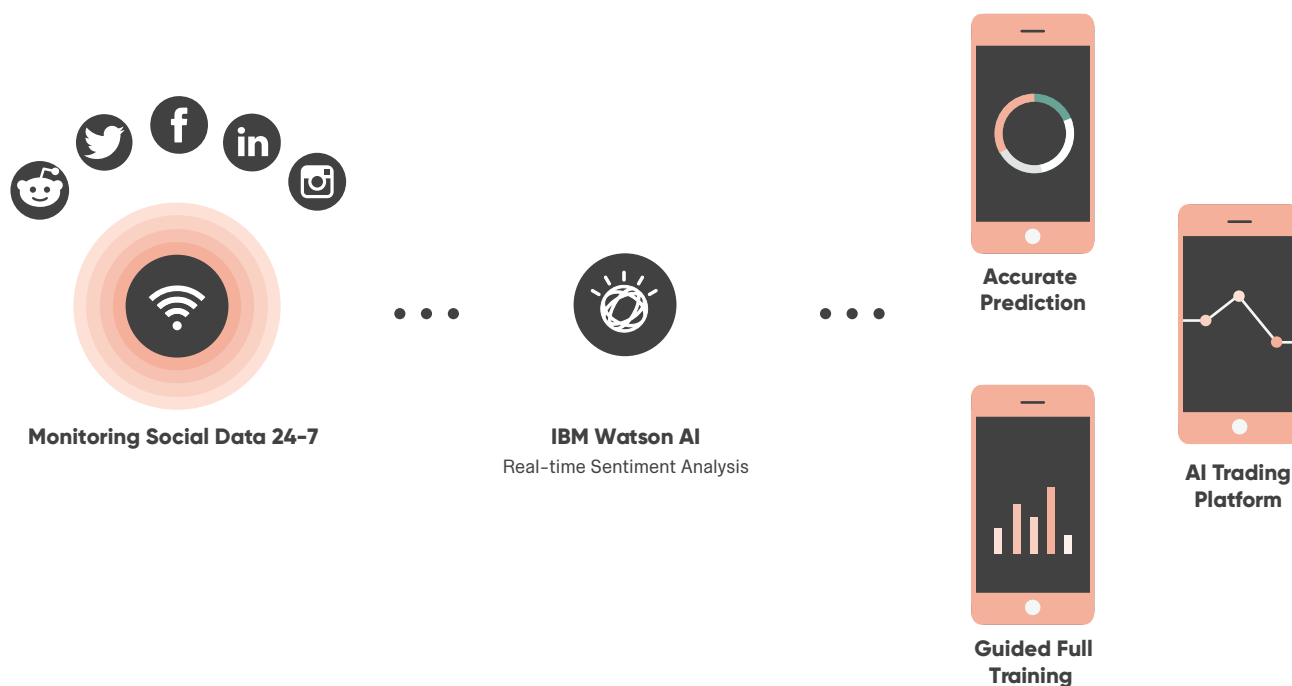 Monitoring Social Data 24-7
IBM Watson AI
Real-time Sentiment Analysis
Accurate
Prediction
AI Trading
Platform
Guided Full
Training